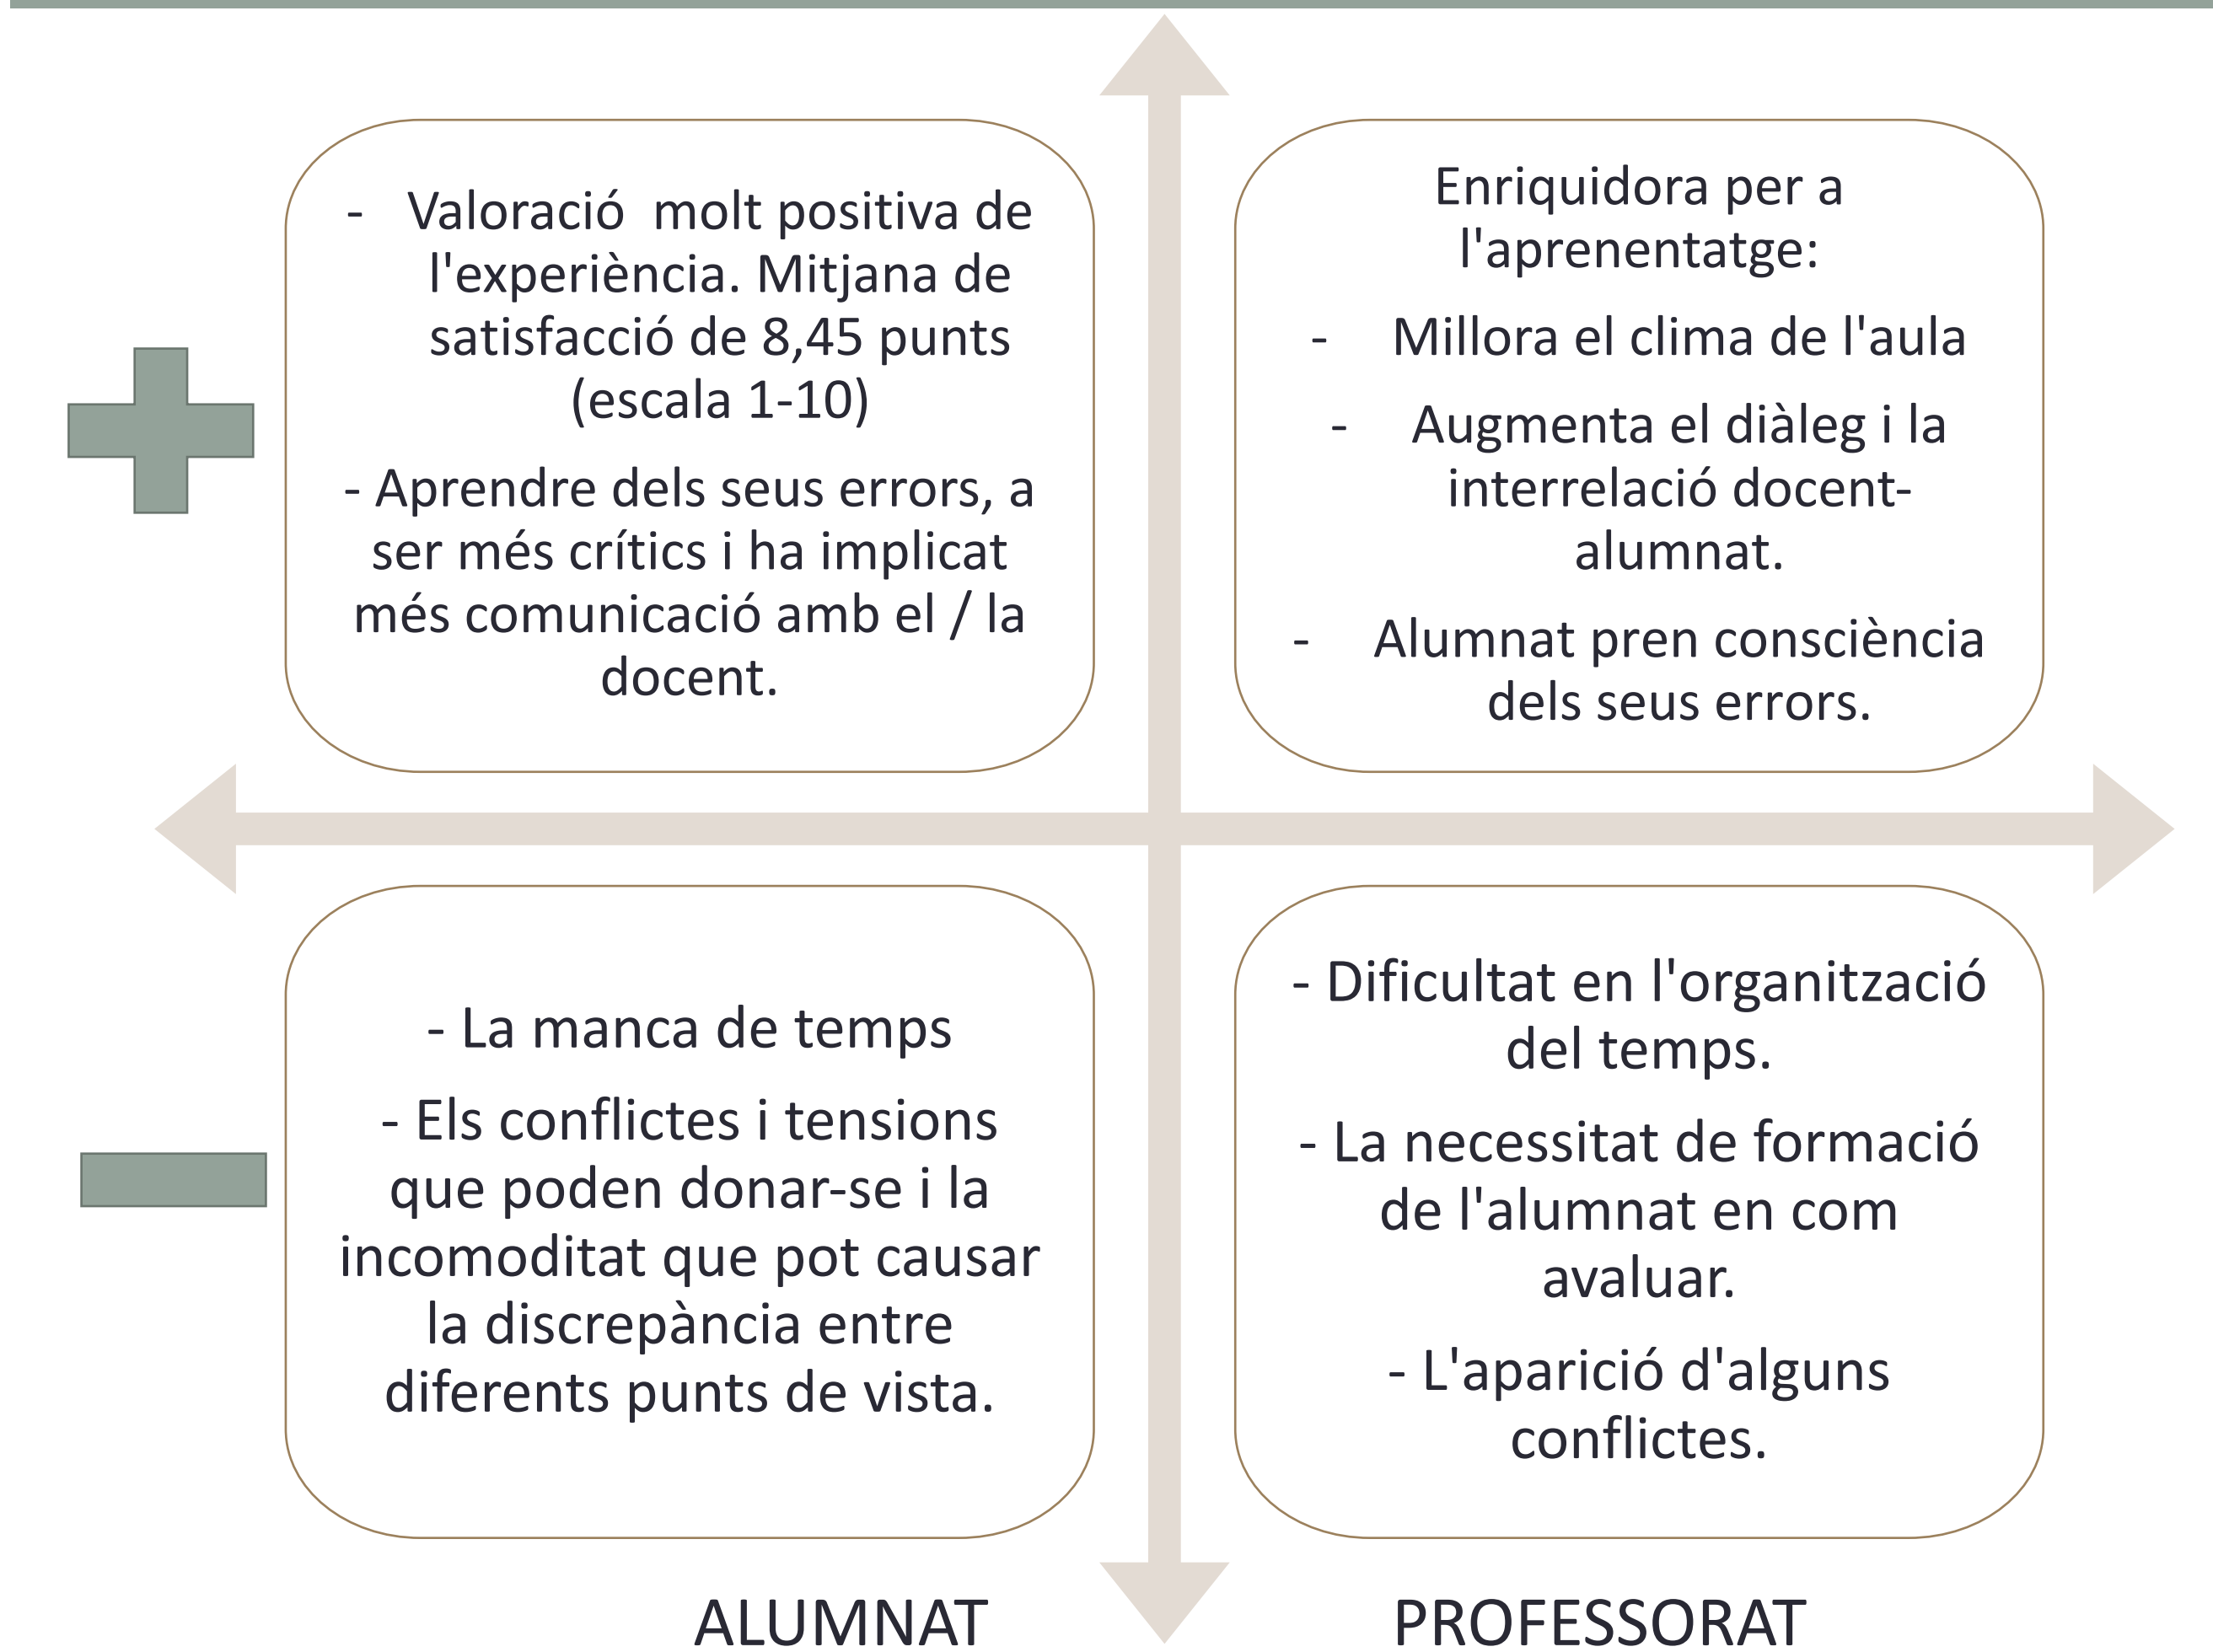 - Valoració  molt positiva de
l'experiència. Mitjana de
satisfacció de 8,45 punts
(escala 1-10)
- Aprendre dels seus errors, a
ser més crítics i ha implicat
més comunicació amb el / la
docent.
Enriquidora per a
l'aprenentatge:
- Millora el clima de l'aula
- Augmenta el diàleg i la
interrelació docent-
alumnat.
- Alumnat pren consciència
dels seus errors.
- La manca de temps
- Els conflictes i tensions
que poden donar-se i la
incomoditat que pot causar
la discrepància entre
diferents punts de vista.
- Dificultat en l'organització
del temps.
- La necessitat de formació
de l'alumnat en com
avaluar.
- L'aparició d'alguns
conflictes.
ALUMNAT
PROFESSORAT